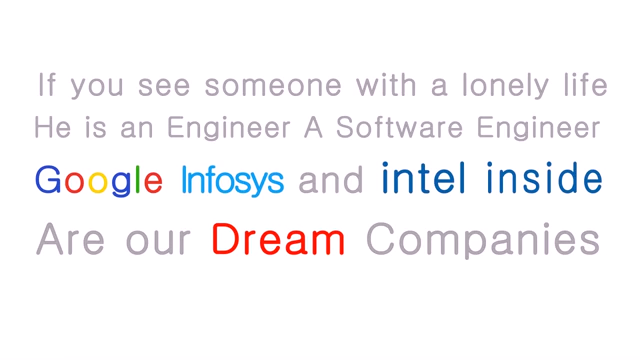 If you see someone with a lonely life
He is an Engineer A Software Engineer
Google Infosys and intel inside
Are our Dream Companies